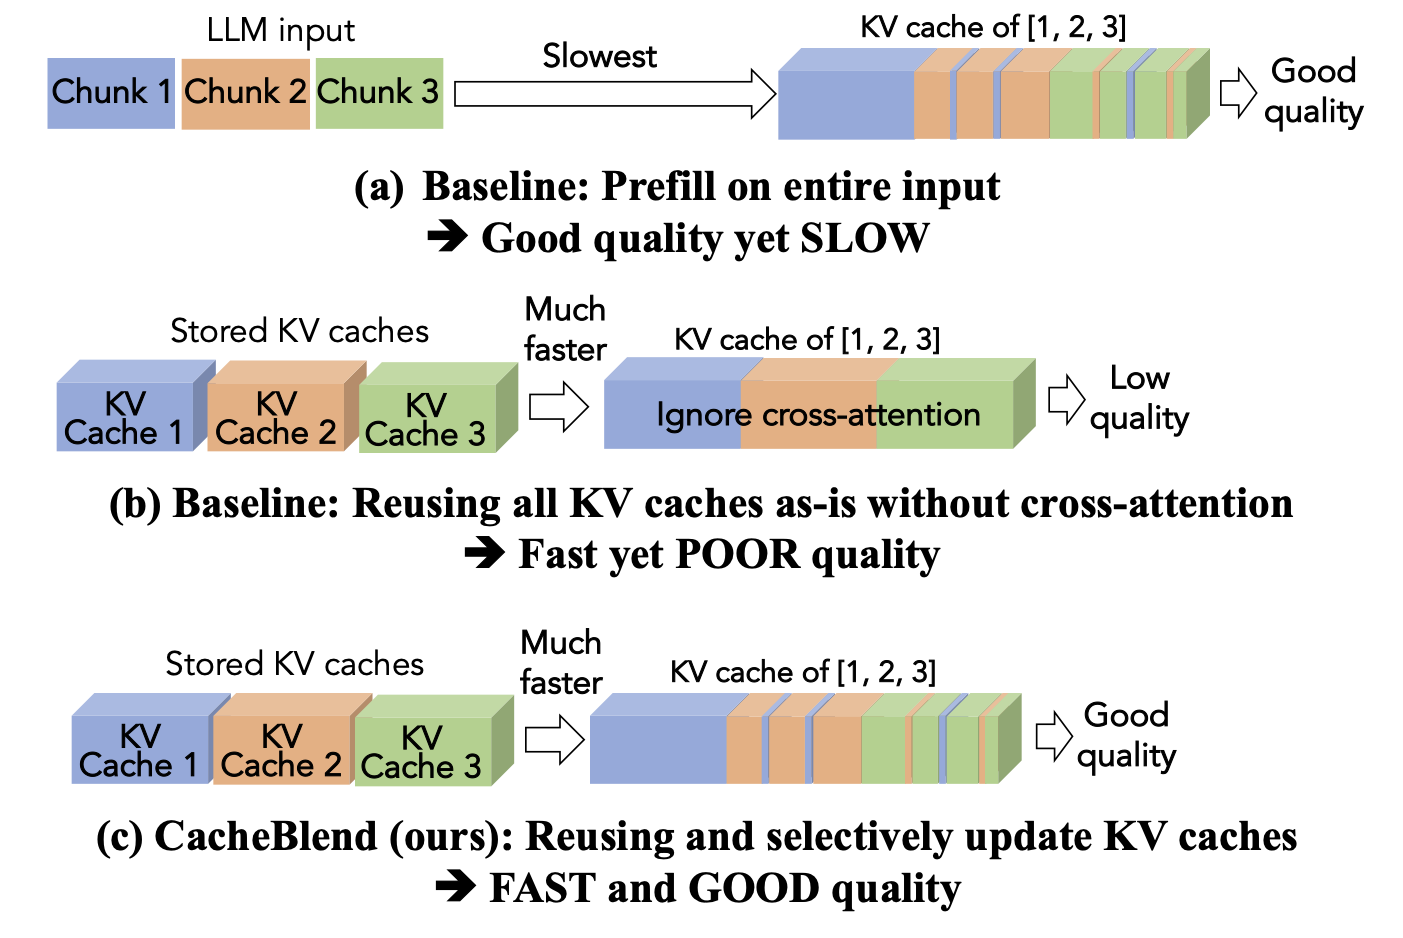 LLM input
Chunk 1 Chunk 2 Chunk 3
Slowest
KV cache of [1, 2, 3]
Good
quality
(a) Baseline: Prefill on entire input
➔ Good quality yet SLOW
Stored KV caches
KV
Cache 1
KV
Cache 2
KV
Cache 3
Much
faster
KV cache of [1, 2, 3]
Ignore cross-attention
Low
quality
(b) Baseline: Reusing all KV caches as-is without cross-attention
➔ Fast yet POOR quality
Stored KV caches
KV
Cache 1
KV
Cache 2
KV
Cache 3
Much
faster
KV cache of [1, 2, 3]
Good
quality
(c) CacheBlend (ours): Reusing and selectively update KV caches
➔ FAST and GOOD quality